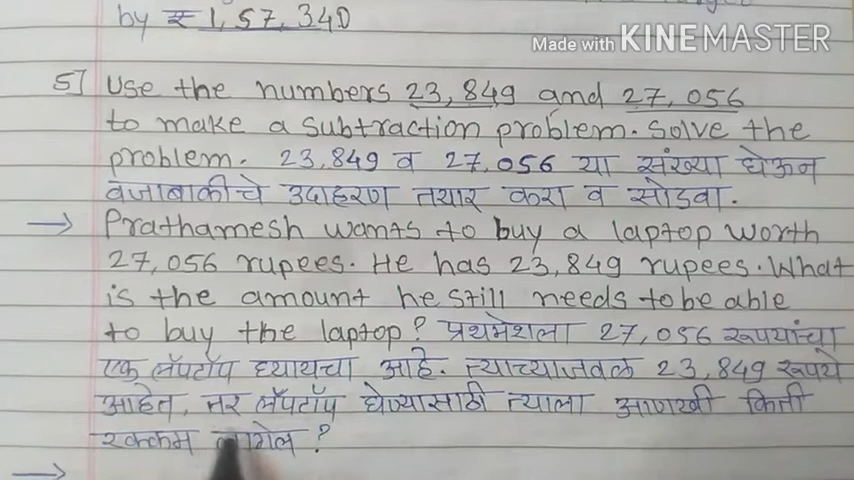 by ₹ 1,57,340
Made with KINEMASTER
5] Use the numbers 23,849 and 27,056
to make a subtraction problem. Solve the
problem. 23,849 व 27,056 या संख्या घेऊन
वजाबाकीचे उदाहरण तयार करा व सोडवा.
→ Prathamesh wants to buy a laptop worth
27,056 rupees. He has 23,849 rupees. What
is the amount he still needs to be able
to buy the laptop? प्रथमेशला 27,056 रूपयांचा
एक लॅपटॉप घ्यायचा आहे. त्याच्याजवळ 23,849 रूपये
आहेत, तर लॅपटॉप घेण्यासाठी त्याला आणखी किती
रक्कम लागेल?
→